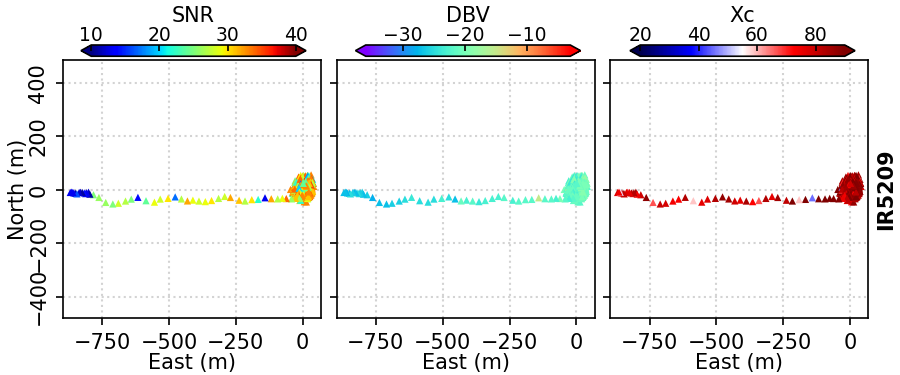 SNR DBV Xc
10 20 30 40 −30 −20 −10 20 40 60 80
North (m)
400
200
0
−200
−400
IR5209
−750 −500 −250 0 −750 −500 −250 0 −750 −500 −250 0
East (m) East (m) East (m)